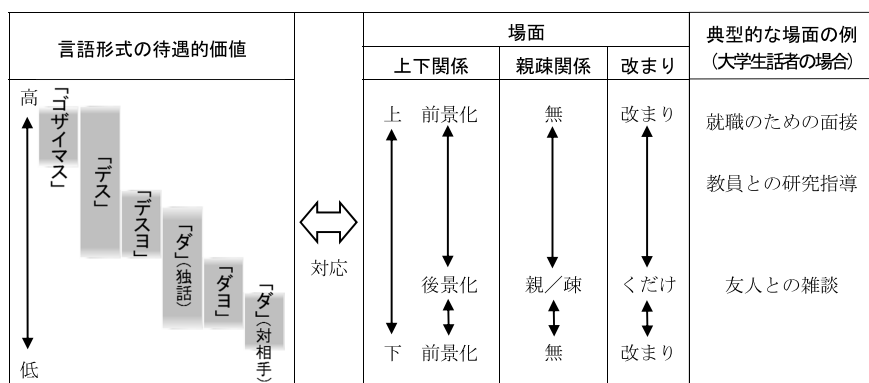 言語形式の待遇的価値
場面
典型的な場面の例
(大学生話者の場合)
上下関係
親疎関係
改まり
高
低
「ゴザイマス」
「デス」
「デスヨ」
「ダ」(独話)
「ダヨ」
「ダ」(対相手)
対応
上 前景化 無 改まり
就職のための面接
教員との研究指導
後景化 親/疎 くだけ
友人との雑談
下 前景化 無 改まり